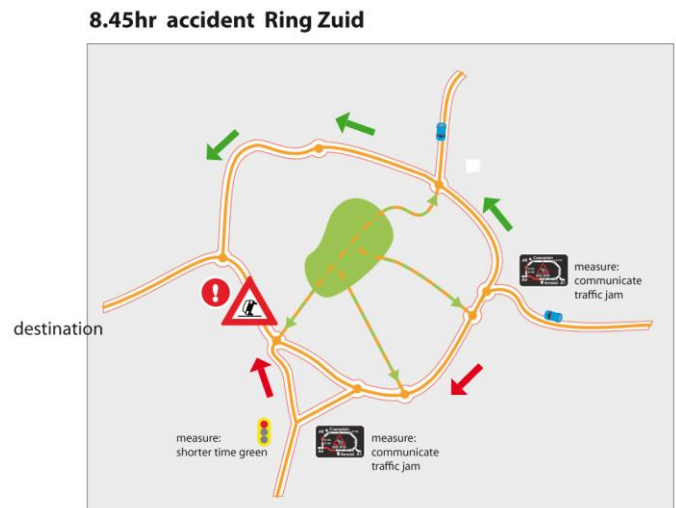 8.45hr accident Ring Zuid
measure:
communicate
traffic jam
destination
measure:
shorter time green
measure:
communicate
traffic jam